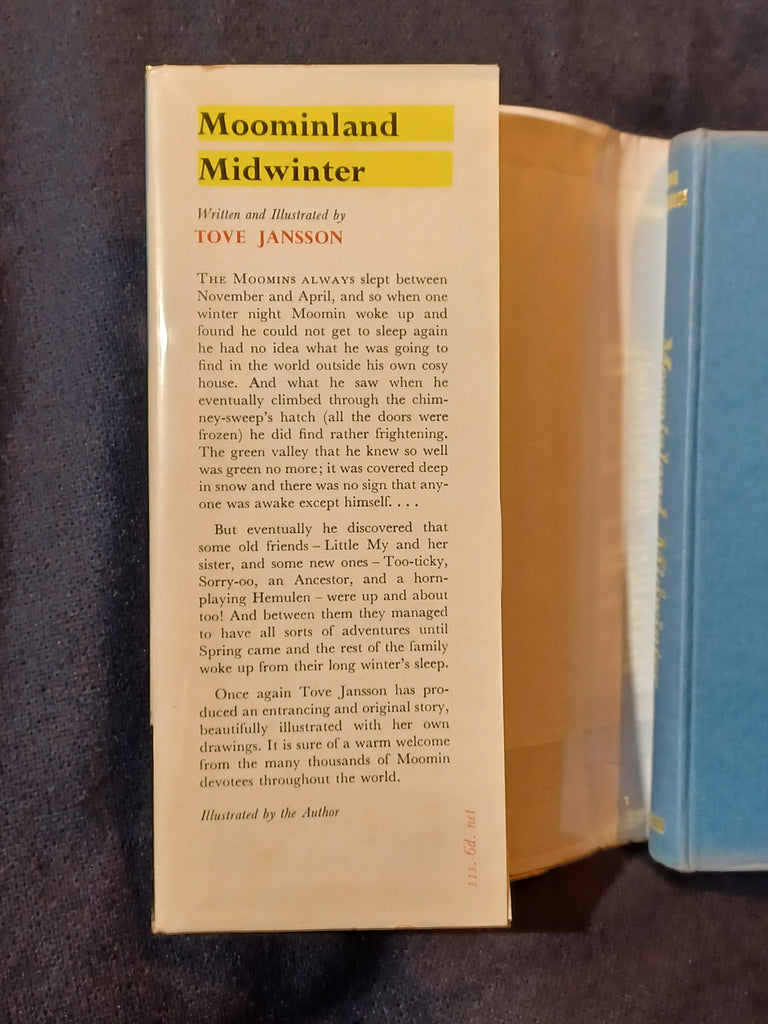 Moominland
Midwinter
Written and Illustrated by
TOVE JANSSON
THE MOOMINS ALWAYS slept between
November and April, and so when one
winter night Moomin woke up and
found he could not get to sleep again
he had no idea what he was going to
find in the world outside his own cosy
house. And what he saw when he
eventually climbed through the chim-
ney-sweep's hatch (all the doors were
frozen) he did find rather frightening.
The green valley that he knew so well
was green no more; it was covered deep
in snow and there was no sign that any-
one was awake except himself. . . .
But eventually he discovered that
some old friends – Little My and her
sister, and some new ones – Too-ticky,
Sorry-oo, an Ancestor, and a horn-
playing Hemulen – were up and about
too! And between them they managed
to have all sorts of adventures until
Spring came and the rest of the family
woke up from their long winter's sleep.
Once again Tove Jansson has pro-
duced an entrancing and original story,
beautifully illustrated with her own
drawings. It is sure of a warm welcome
from the many thousands of Moomin
devotees throughout the world.
Illustrated by the Author
11s. 6d. net
Moominland Midwinter